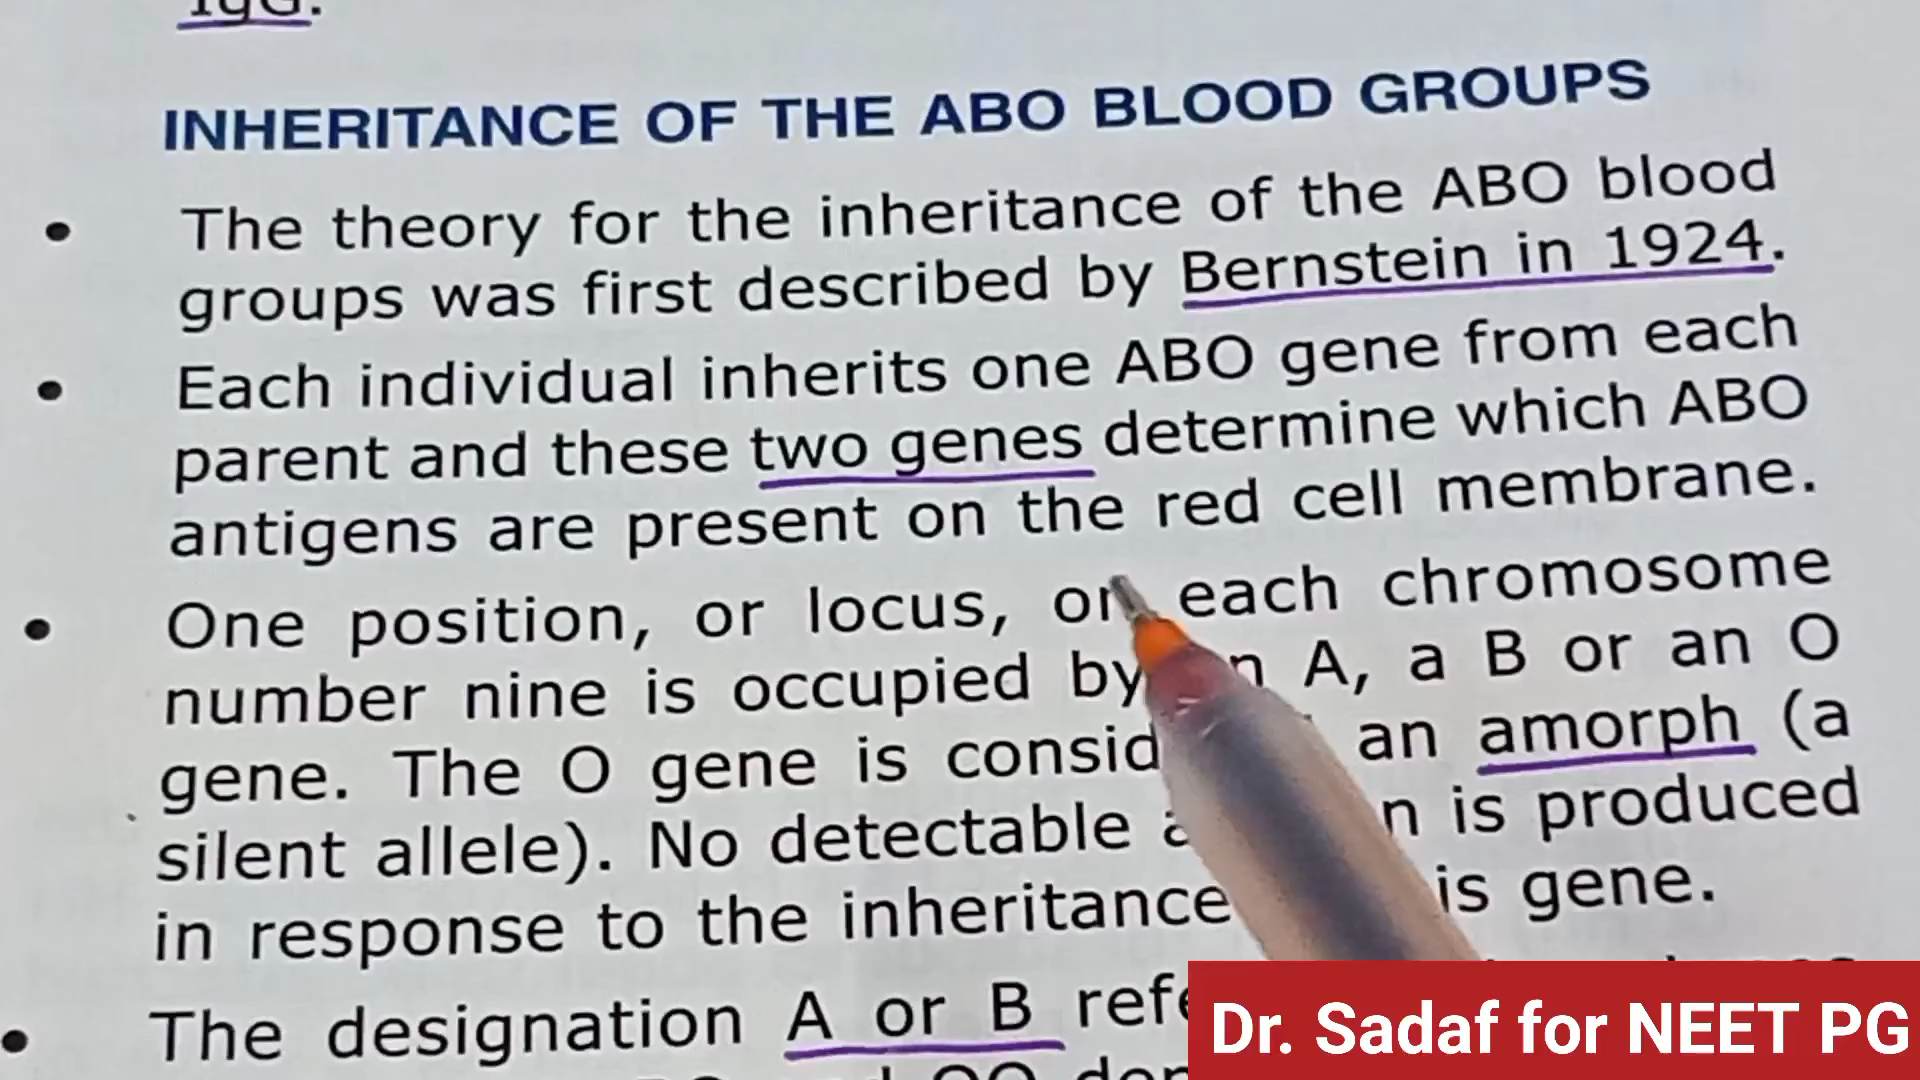 IgG.
INHERITANCE OF THE ABO BLOOD GROUPS
• The theory for the inheritance of the ABO blood
groups was first described by Bernstein in 1924.
• Each individual inherits one ABO gene from each
parent and these two genes determine which ABO
antigens are present on the red cell membrane.
• One position, or locus, on each chromosome
number nine is occupied by A, a B or an O
gene. The O gene is an amorph (a
silent allele). No detectable is produced
in response to the inheritance gene.
• The designation A or B
OO
Dr. Sadaf for NEET PG